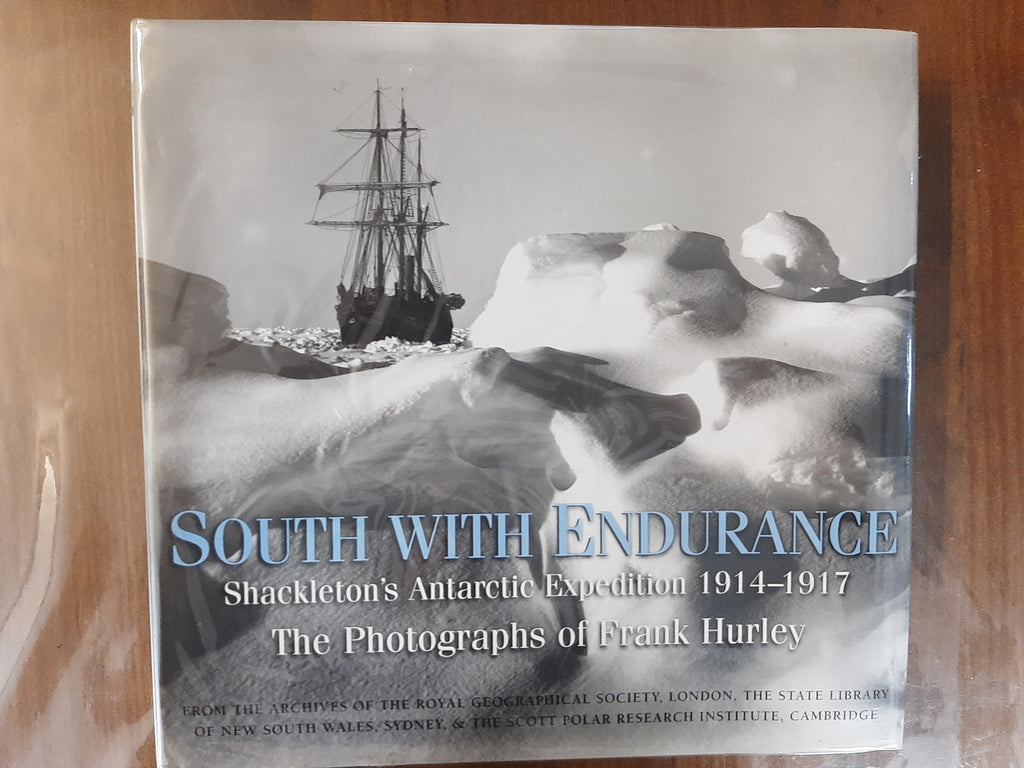 SOUTH WITH ENDURANCE
Shackleton's Antarctic Expedition 1914–1917
The Photographs of Frank Hurley
FROM THE ARCHIVES OF THE ROYAL GEOGRAPHICAL SOCIETY, LONDON, THE STATE LIBRARY
OF NEW SOUTH WALES, SYDNEY, & THE SCOTT POLAR RESEARCH INSTITUTE, CAMBRIDGE